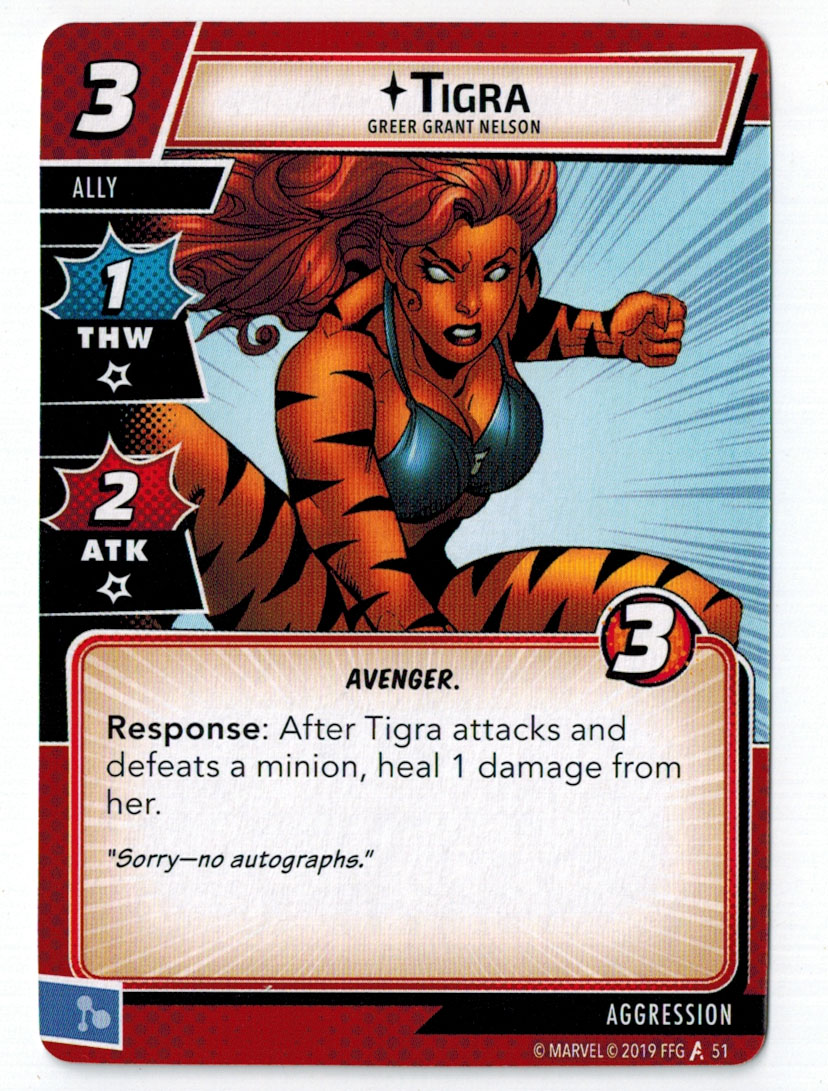 3
TIGRA
GREER GRANT NELSON
ALLY
1
THW
2
ATK
3
AVENGER.
Response: After Tigra attacks and
defeats a minion, heal 1 damage from
her.
"Sorry—no autographs."
AGGRESSION
© MARVEL © 2019 FFG 51